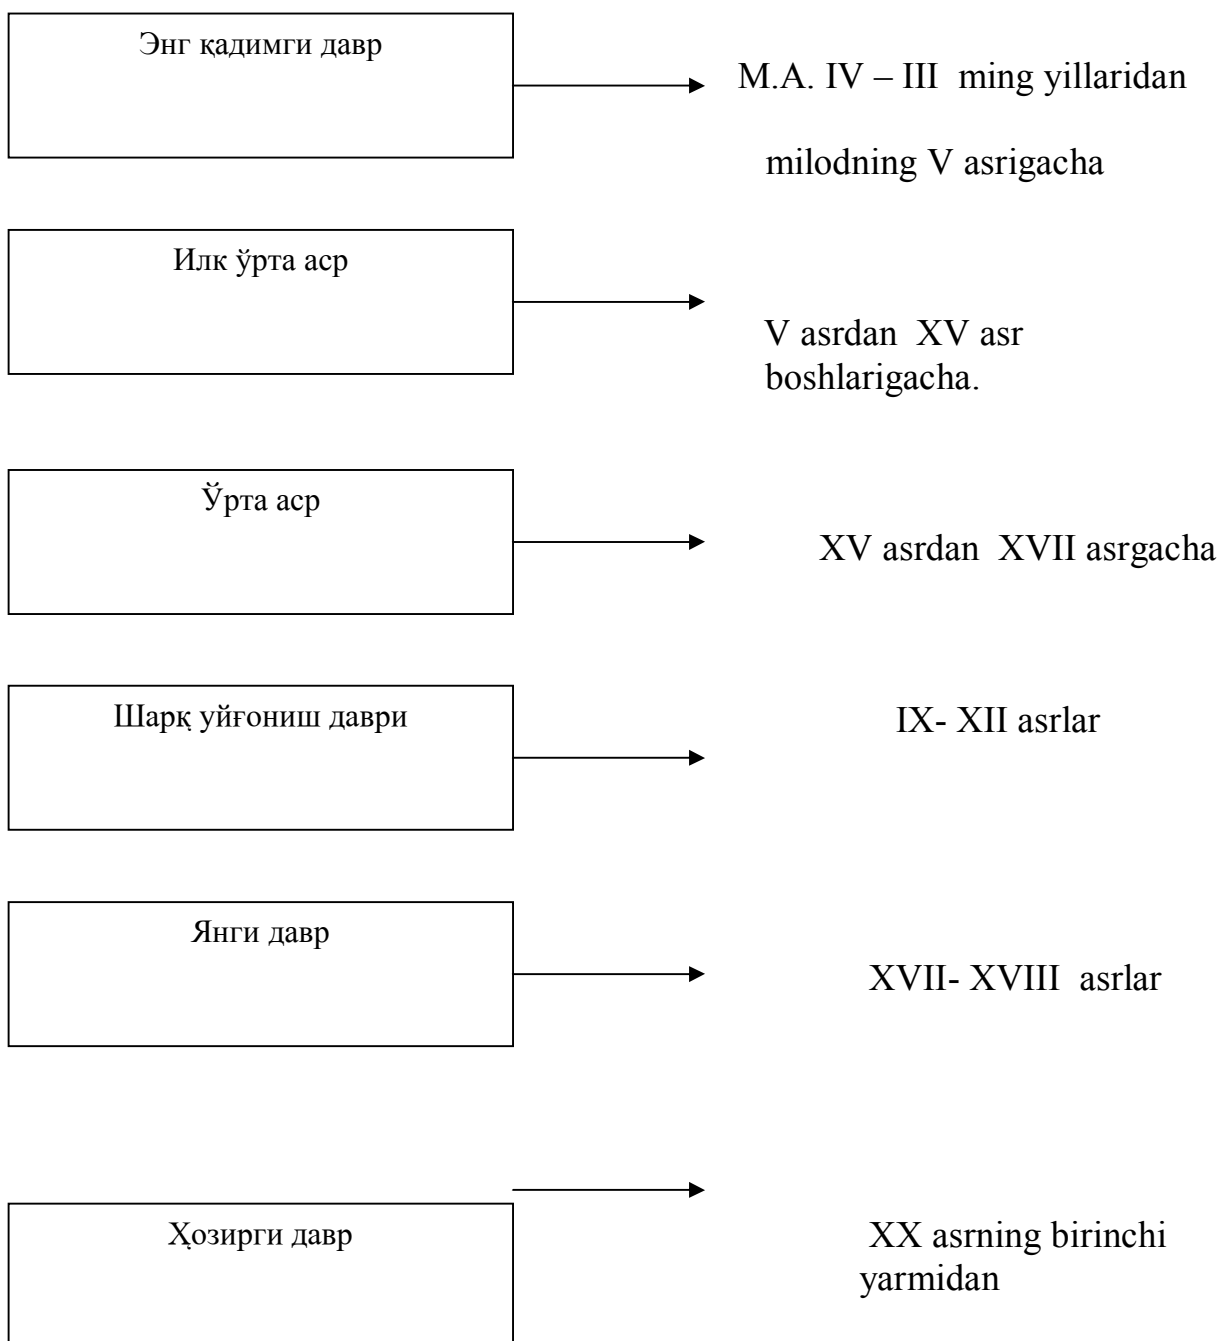 Энг қадимги давр
M.A. IV – III ming yillaridan
milodning V asrigacha
Илк ўрта аср
V asrdan XV asr
boshlarigacha.
Ўрта аср
XV asrdan XVII asrgacha
Шарқ уйғониш даври
IX- XII asrlar
Янги давр
XVII- XVIII asrlar
Ҳозирги давр
XX asrning birinchi
yarmidan